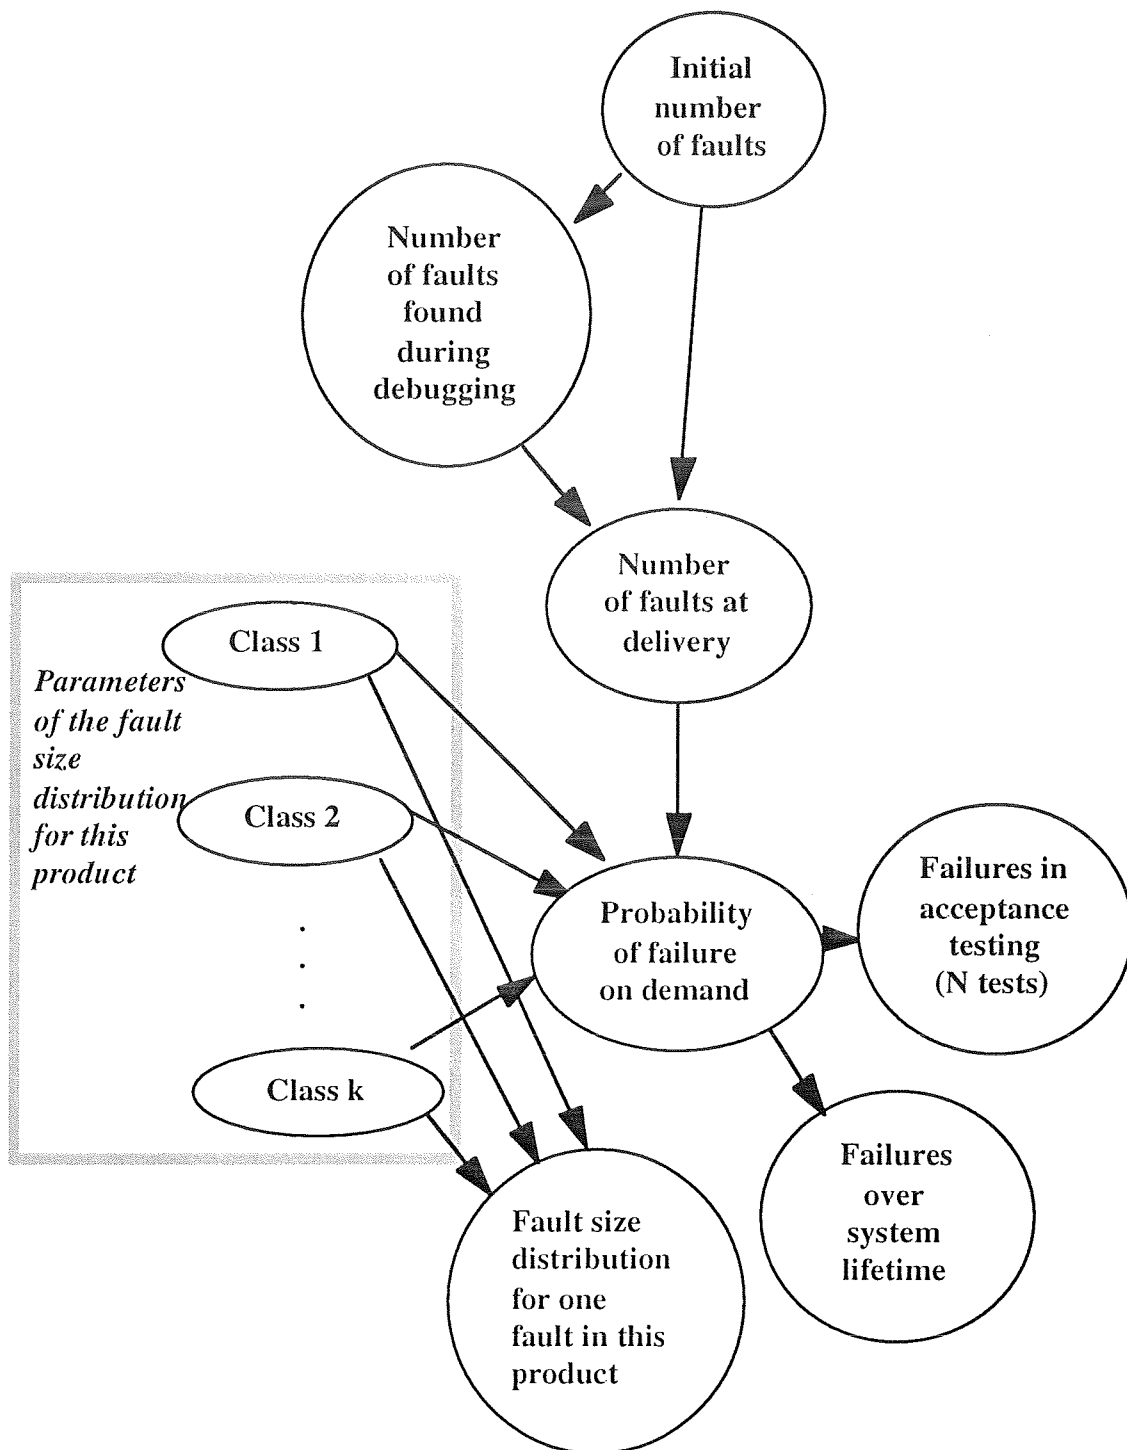 Initial
number
of faults
Number
of faults
found
during
debugging
Number
of faults at
delivery
Class 1
Parameters
of the fault
size
distribution
for this
product
Class 2
.
.
.
Class k
Probability
of failure
on demand
Failures in
acceptance
testing
(N tests)
Failures
over
system
lifetime
Fault size
distribution
for one
fault in this
product